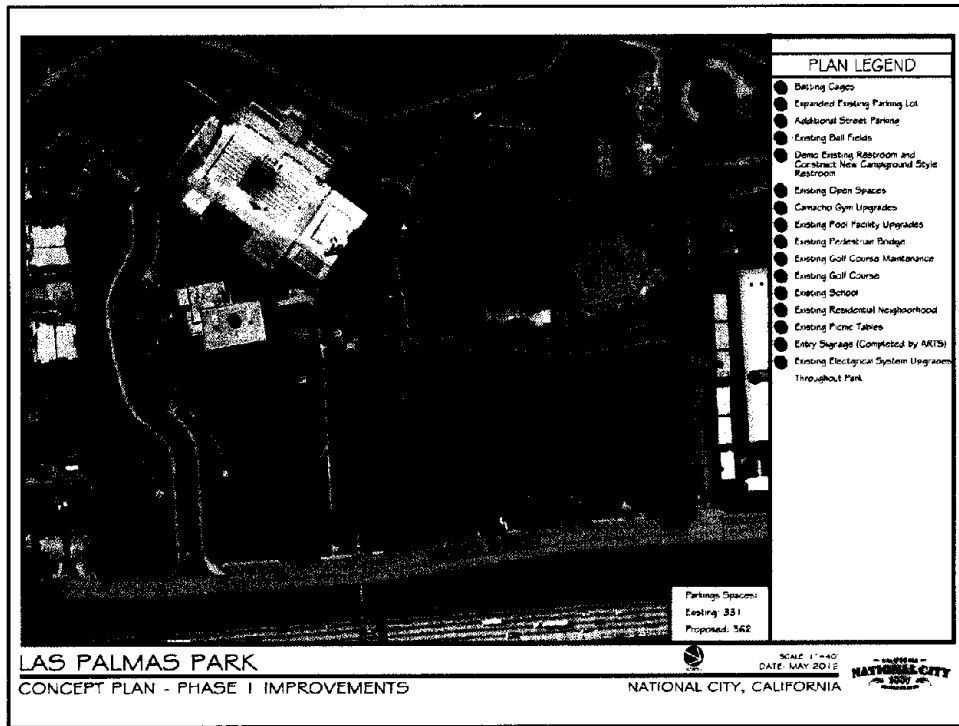 PLAN LEGEND
Batting Cages
Expanded Existing Parking Lot
Additional Street Parking
Existing Ball Fields
Demo Existing Restroom and
Construct New Campground Style
Restroom
Existing Open Spaces
Camacho Gym Upgrades
Existing Pool Facility Upgrades
Existing Pedestrian Bridge
Existing Golf Course Maintenance
Existing Golf Course
Existing School
Existing Residential Neighborhood
Existing Picnic Tables
Entry Signage (Completed by ARTS)
Existing Electrical System Upgrades
Throughout Park
Parkings Spaces:
Existing: 331
Proposed: 362
LAS PALMAS PARK
CONCEPT PLAN - PHASE I IMPROVEMENTS
SCALE 1"=40'
DATE: MAY 2012
NATIONAL CITY, CALIFORNIA
CALIFORNIA
NATIONAL CITY